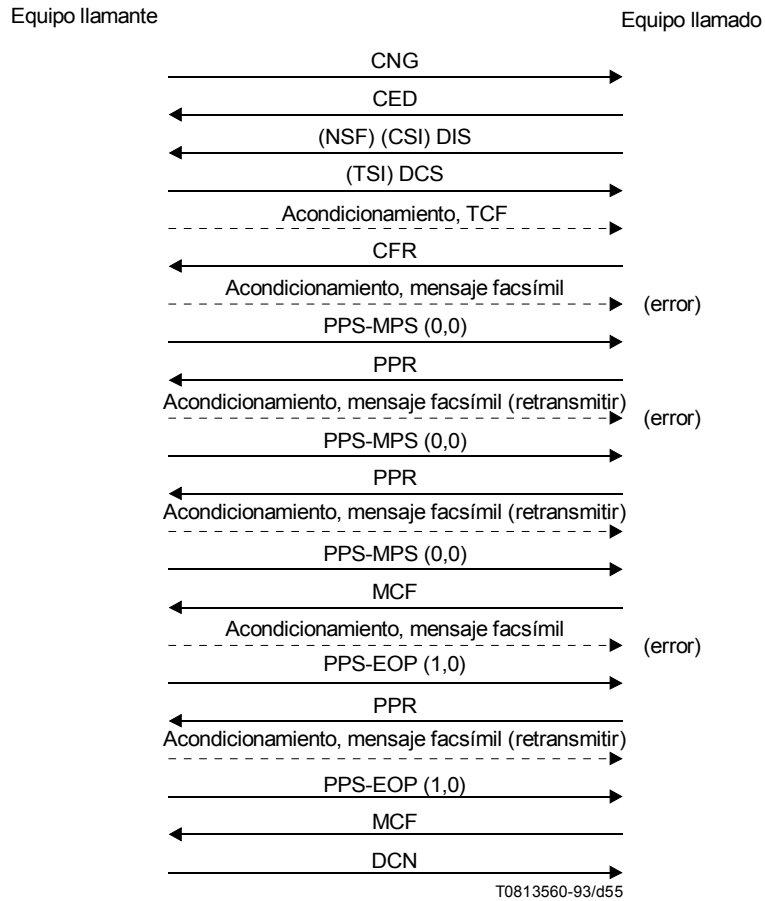 Equipo llamante
Equipo llamado
CNG
CED
(NSF) (CSI) DIS
(TSI) DCS
Acondicionamiento, TCF
CFR
Acondicionamiento, mensaje facsímil
(error)
PPS-MPS (0,0)
PPR
Acondicionamiento, mensaje facsímil (retransmitir)
(error)
PPS-MPS (0,0)
PPR
Acondicionamiento, mensaje facsímil (retransmitir)
PPS-MPS (0,0)
MCF
Acondicionamiento, mensaje facsímil
(error)
PPS-EOP (1,0)
PPR
Acondicionamiento, mensaje facsímil (retransmitir)
PPS-EOP (1,0)
MCF
DCN
T0813560-93/d55